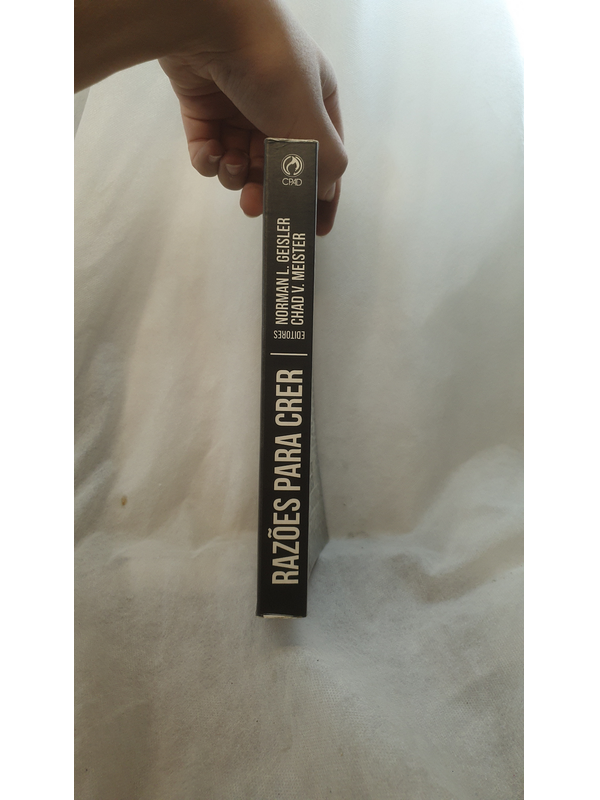 RAZÕES PARA CRER
EDITORES
NORMAN L. GEISLER
CHAD V. MEISTER
CPAD